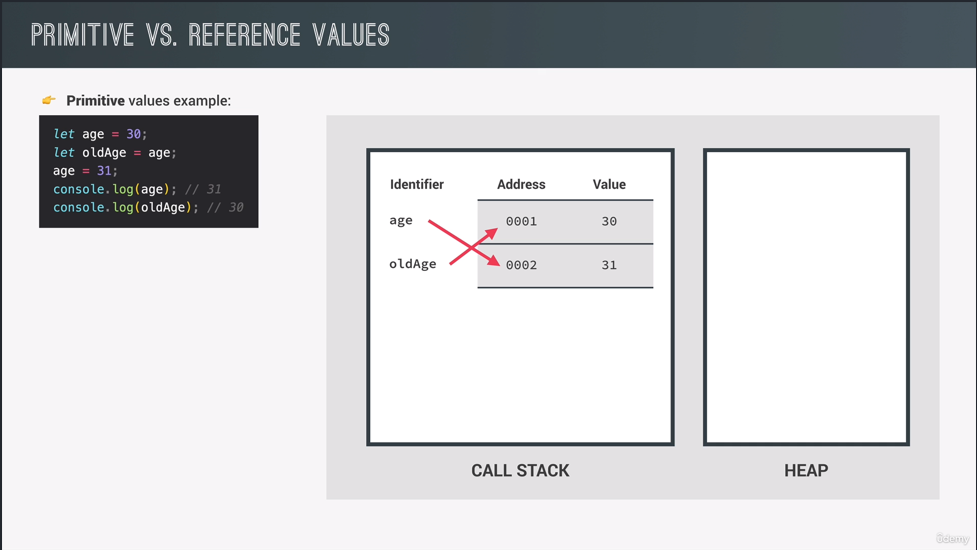 PRIMITIVE VS. REFERENCE VALUES
👉 Primitive values example:
let age = 30;
let oldAge = age;
age = 31;
console.log(age); // 31
console.log(oldAge); // 30
Identifier Address Value
age 0001 30
oldAge 0002 31
CALL STACK
HEAP
ûdemy